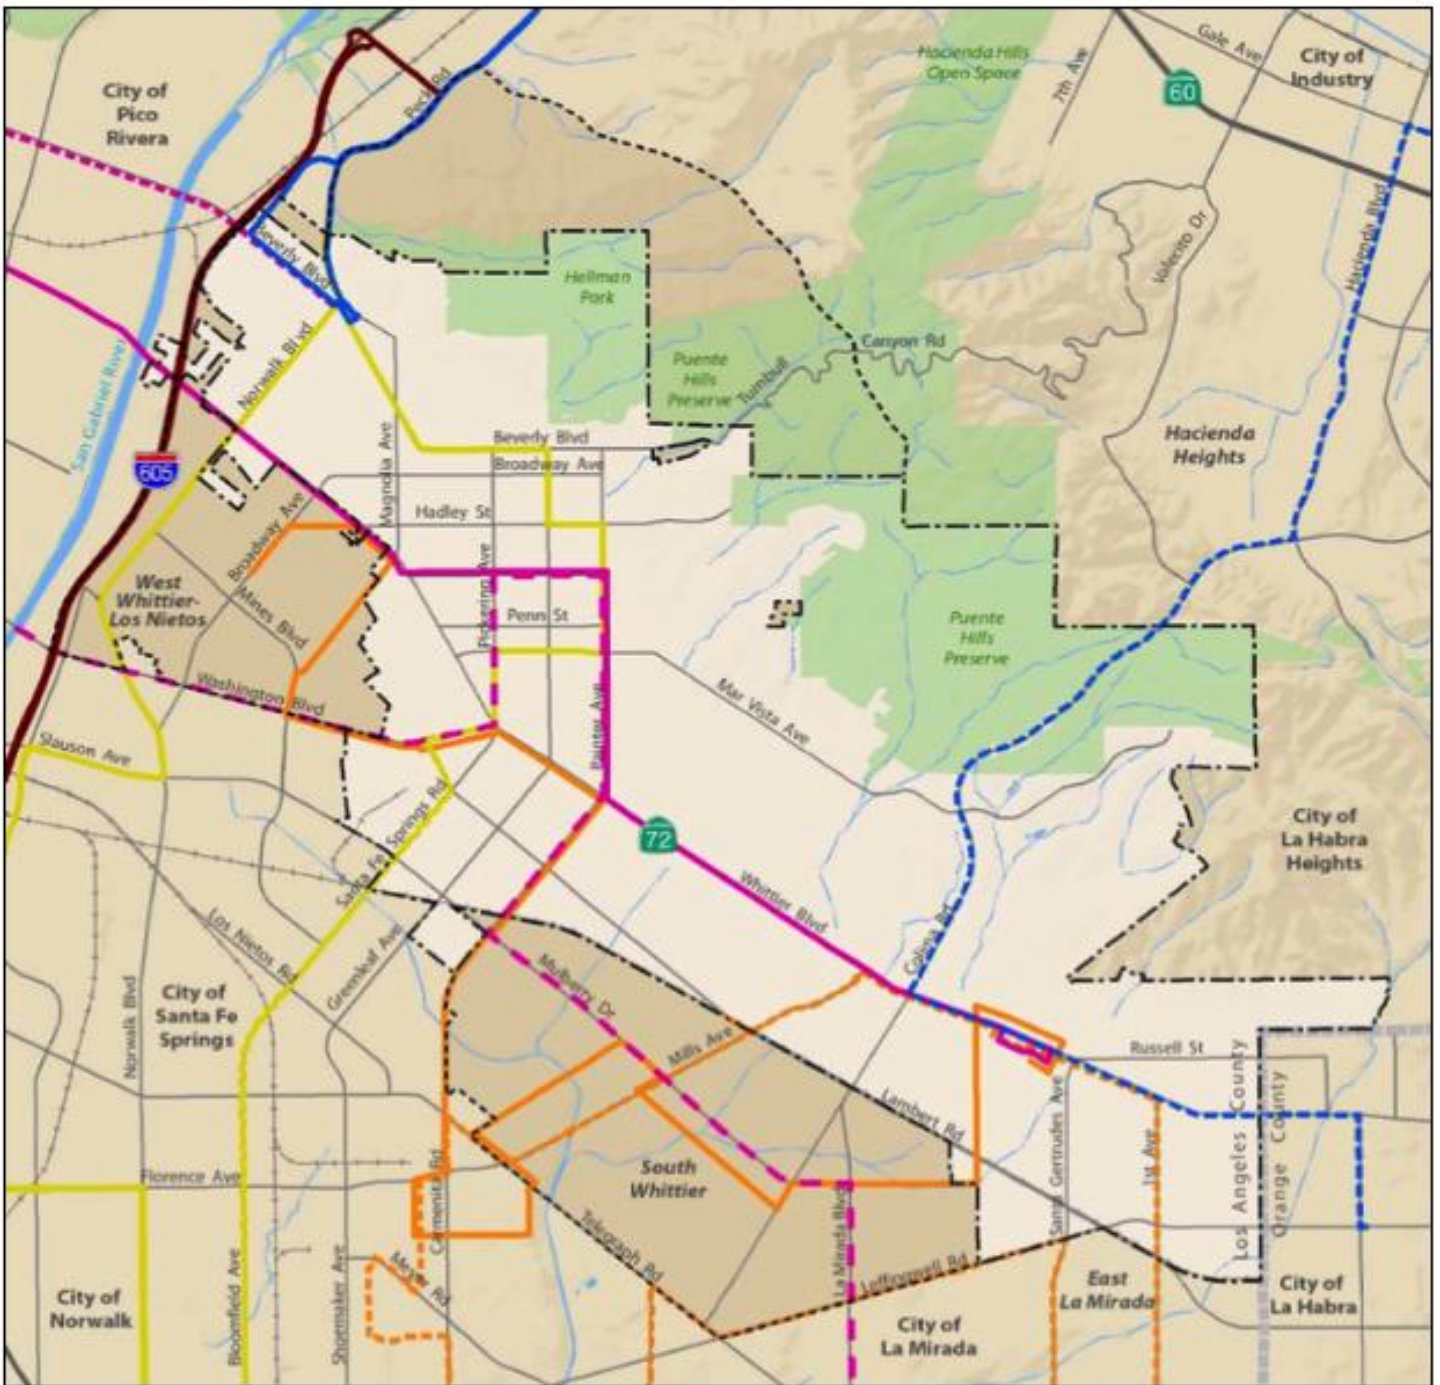 Hacienda Hills
Open Space
Gale Ave
City of
Industry
7th Ave
60
City of
Pico
Rivera
Peck Rd
Hacienda Blvd
Vallecito Dr
Beverly Blvd
Hellman
Park
Norwalk Blvd
Canyon Rd
Turnbull
Puente
Hills
Preserve
San Gabriel River
605
Beverly Blvd
Broadway Ave
Hacienda
Heights
Magnolia Ave
Hadley St
Broadway Ave
Pickering Ave
West
Whittier-
Los Nietos
Mines Blvd
Penn St
Puente
Hills
Preserve
Washington Blvd
Painter Ave
Mar Vista Ave
Slauson Ave
Santa Fe Springs Rd
72
City of
La Habra
Heights
Whittier Blvd
Colima Rd
Los Nietos Rd
Greenleaf Ave
Mulberry Dr
Norwalk Blvd
City of
Santa Fe
Springs
Mills Ave
Russell St
Lambert Rd
Los Angeles County
Orange County
Santa Gertrudes Ave
1st Ave
Florence Ave
Carmenita Rd
South
Whittier
La Mirada Blvd
Telegraph Rd
Leffingwell Rd
Meyer Rd
Bloomfield Ave
Shoemaker Ave
City of
Norwalk
East
La Mirada
City of
La Habra
City of
La Mirada